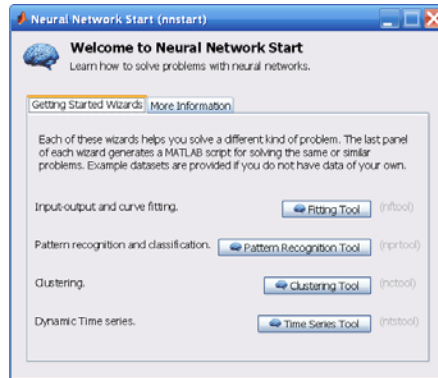 Neural Network Start (nnstart)
Welcome to Neural Network Start
Learn how to solve problems with neural networks.
Getting Started Wizards More Information
Each of these wizards helps you solve a different kind of problem. The last panel
of each wizard generates a MATLAB script for solving the same or similar
problems. Example datasets are provided if you do not have data of your own.
Input-output and curve fitting. Fitting Tool (nftool)
Pattern recognition and classification. Pattern Recognition Tool (nprtool)
Clustering. Clustering Tool (nctool)
Dynamic Time series. Time Series Tool (ntstool)